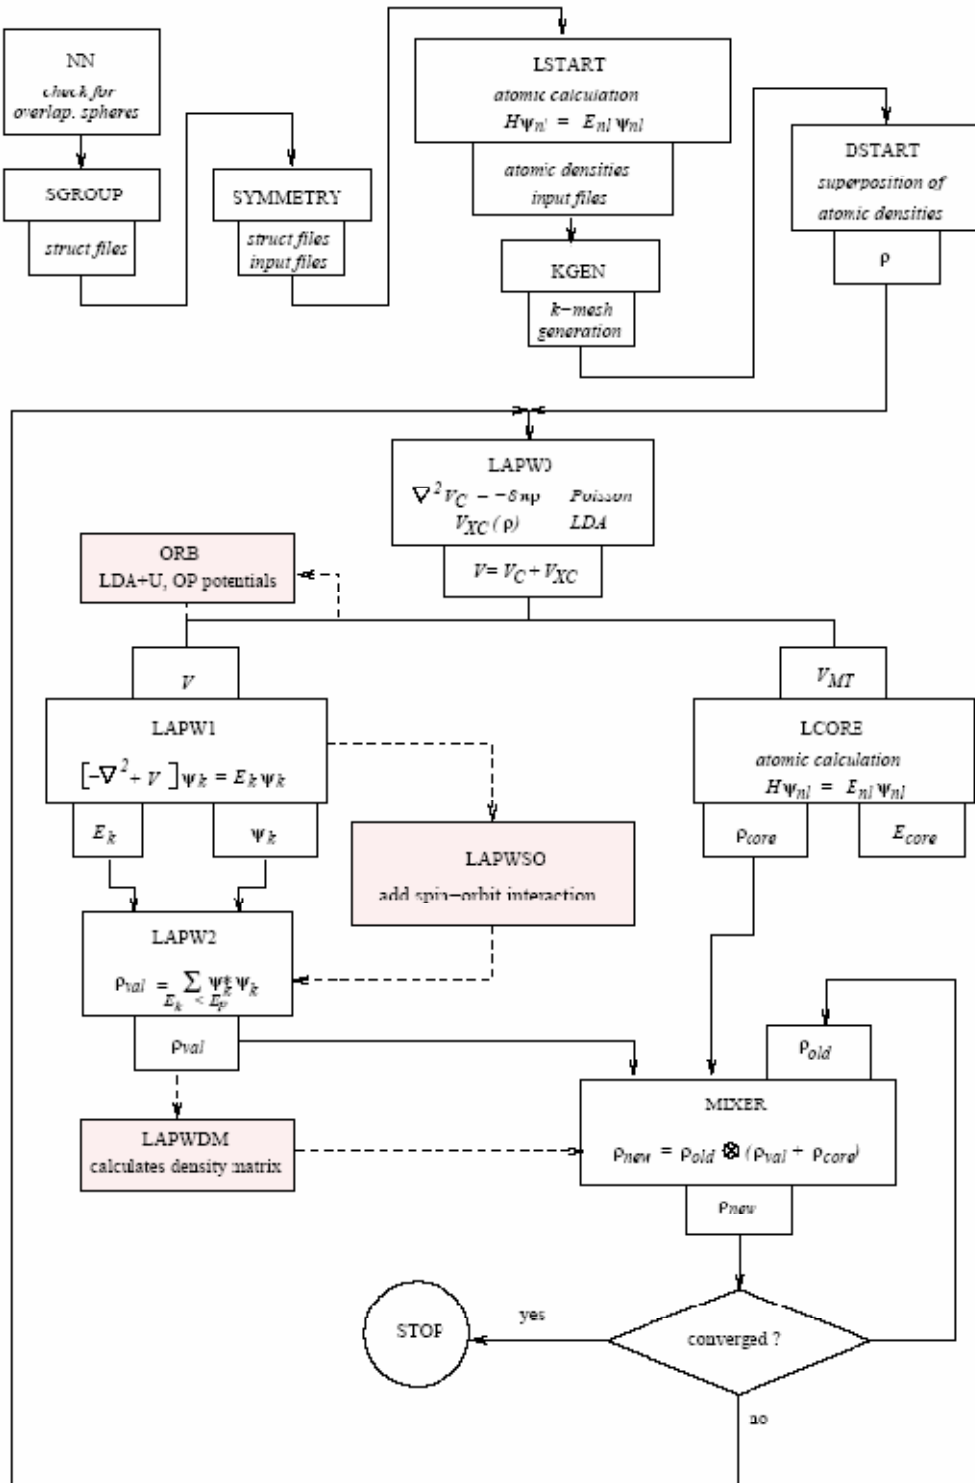 NN
check for
overlap. spheres
SGROUP
struct files
SYMMETRY
struct files
input files
LSTART
atomic calculation
Hψnl = Enl ψnl
atomic densities
input files
KGEN
k-mesh
generation
DSTART
superposition of
atomic densities
ρ
LAPW0
∇²VC = -8πρ Poisson
VXC(ρ) LDA
V = VC + VXC
ORB
LDA+U, OP potentials
V
LAPW1
[-∇² + V]ψk = Ek ψk
Ek
ψk
VMT
LCORE
atomic calculation
Hψnl = Enl ψnl
ρcore
Ecore
LAPWSO
add spin-orbit interaction
LAPW2
ρval = Σ ψk* ψk
Ek < EF
ρval
LAPWDM
calculates density matrix
ρold
MIXER
ρnew = ρold ⊗ (ρval + ρcore)
ρnew
STOP
yes
converged ?
no